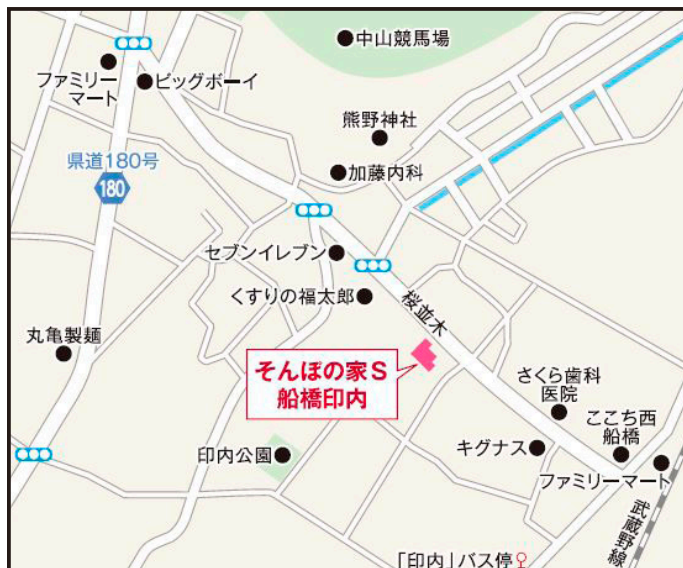 中山競馬場
ファミリー
マート
ビッグボーイ
熊野神社
県道180号
180
加藤内科
セブンイレブン
くすりの福太郎
桜並木
丸亀製麺
そんぽの家S
船橋印内
さくら歯科
医院
ここち西
船橋
印内公園
キグナス
ファミリーマート
武蔵野線
「印内」バス停